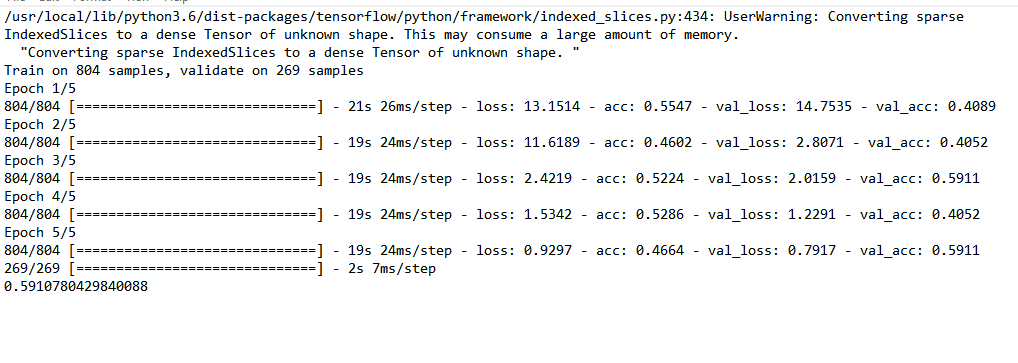 /usr/local/lib/python3.6/dist-packages/tensorflow/python/framework/indexed_slices.py:434: UserWarning: Converting sparse
IndexedSlices to a dense Tensor of unknown shape. This may consume a large amount of memory.
  "Converting sparse IndexedSlices to a dense Tensor of unknown shape. "
Train on 804 samples, validate on 269 samples
Epoch 1/5
804/804 [==============================] - 21s 26ms/step - loss: 13.1514 - acc: 0.5547 - val_loss: 14.7535 - val_acc: 0.4089
Epoch 2/5
804/804 [==============================] - 19s 24ms/step - loss: 11.6189 - acc: 0.4602 - val_loss: 2.8071 - val_acc: 0.4052
Epoch 3/5
804/804 [==============================] - 19s 24ms/step - loss: 2.4219 - acc: 0.5224 - val_loss: 2.0159 - val_acc: 0.5911
Epoch 4/5
804/804 [==============================] - 19s 24ms/step - loss: 1.5342 - acc: 0.5286 - val_loss: 1.2291 - val_acc: 0.4052
Epoch 5/5
804/804 [==============================] - 19s 24ms/step - loss: 0.9297 - acc: 0.4664 - val_loss: 0.7917 - val_acc: 0.5911
269/269 [==============================] - 2s 7ms/step
0.5910780429840088